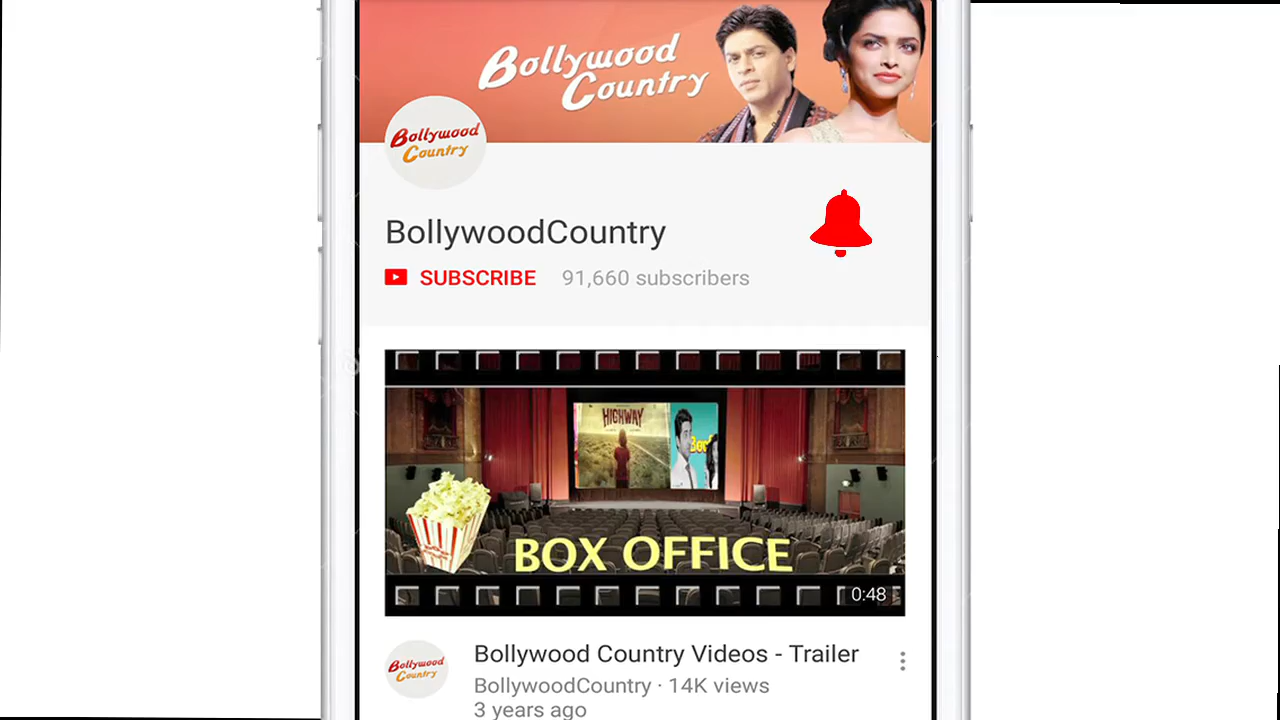 Bollywood
Country
Bollywood
Country
BollywoodCountry
SUBSCRIBE 91,660 subscribers
HIGHWAY
BOX OFFICE
0:48
Bollywood
Country
Bollywood Country Videos - Trailer
BollywoodCountry · 14K views
3 years ago